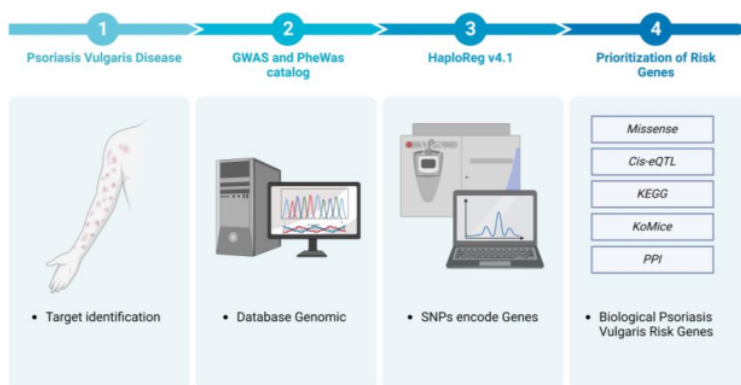 1
Psoriasis Vulgaris Disease
• Target identification
2
GWAS and PheWas
catalog
• Database Genomic
3
HaploReg v4.1
• SNPs encode Genes
4
Prioritization of Risk
Genes
Missense
Cis-eQTL
KEGG
KoMice
PPI
• Biological Psoriasis
Vulgaris Risk Genes